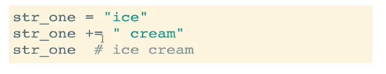 str_one = "ice"
str_one += " cream"
str_one  # ice cream